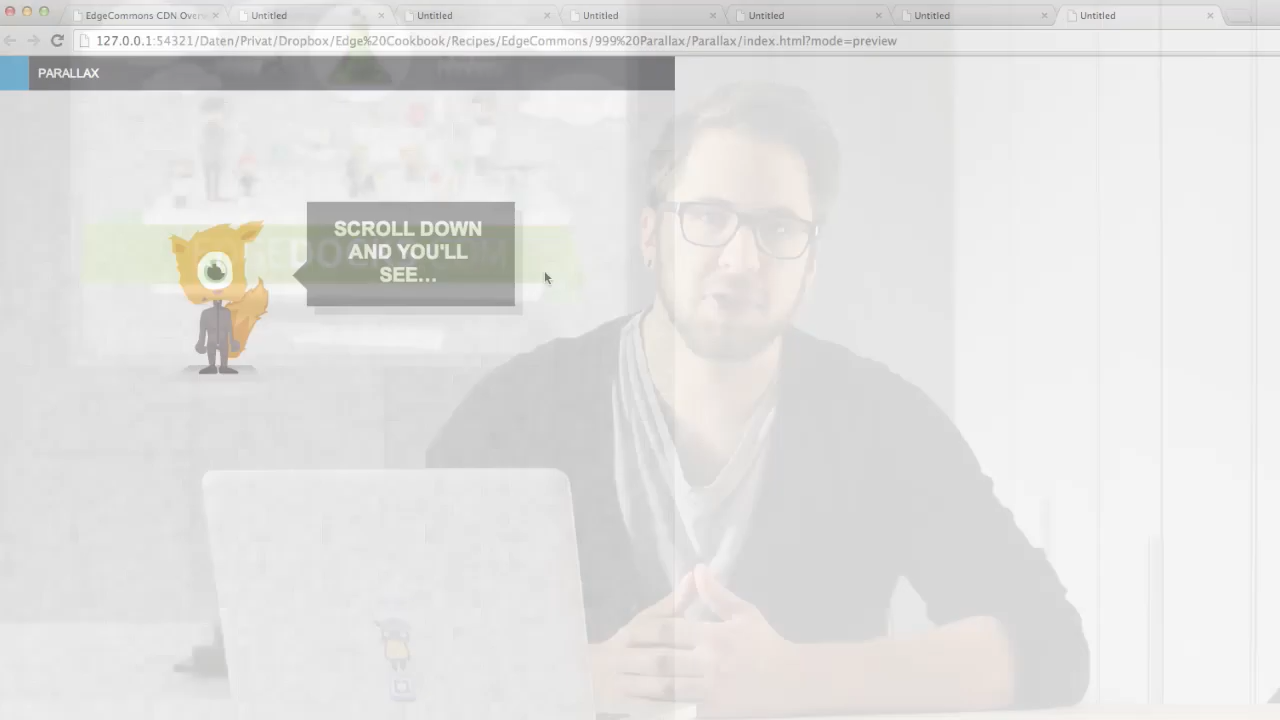 EdgeCommons CDN Over
Untitled
Untitled
Untitled
Untitled
Untitled
Untitled
127.0.0.1:54321/Daten/Privat/Dropbox/Edge%20Cookbook/Recipes/EdgeCommons/999%20Parallax/Parallax/index.html?mode=preview
PARALLAX
SCROLL DOWN
AND YOU'LL
SEE...